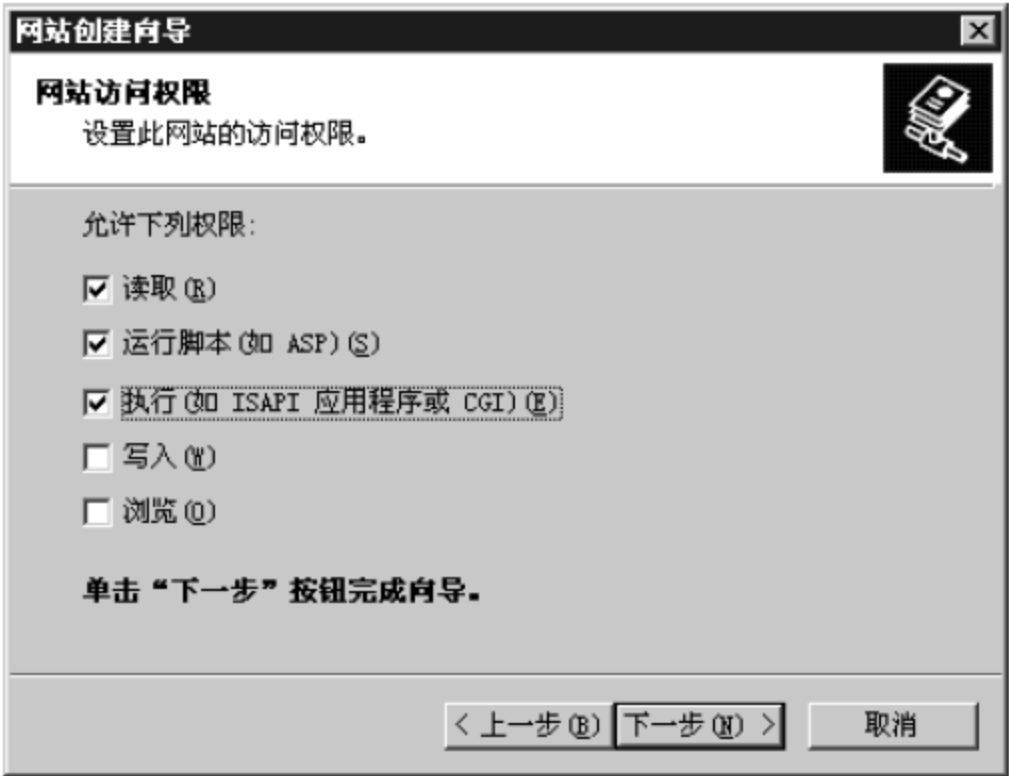 网站创建向导
网站访问权限
设置此网站的访问权限。
允许下列权限:
读取(R)
运行脚本(如 ASP)(S)
执行(如 ISAPI 应用程序或 CGI)(E)
写入(W)
浏览(O)
单击“下一步”按钮完成向导。
< 上一步(B) 下一步(N) > 取消